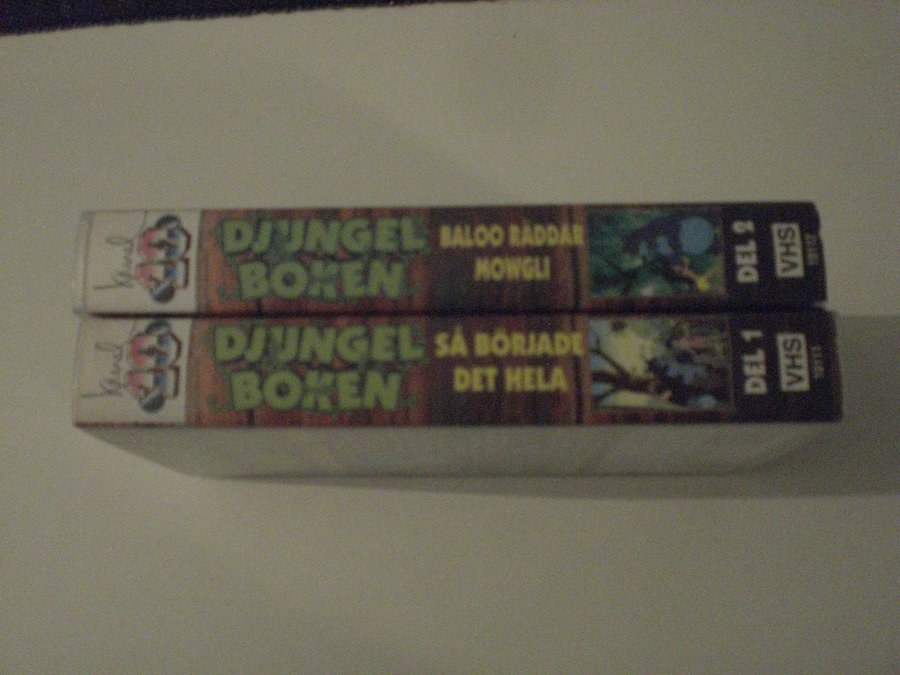 DJUNGEL
BOKEN
BALOO RÄDDAR
MOWGLI
DEL 2
VHS
DJUNGEL
BOKEN
SÅ BÖRJADE
DET HELA
DEL 1
VHS